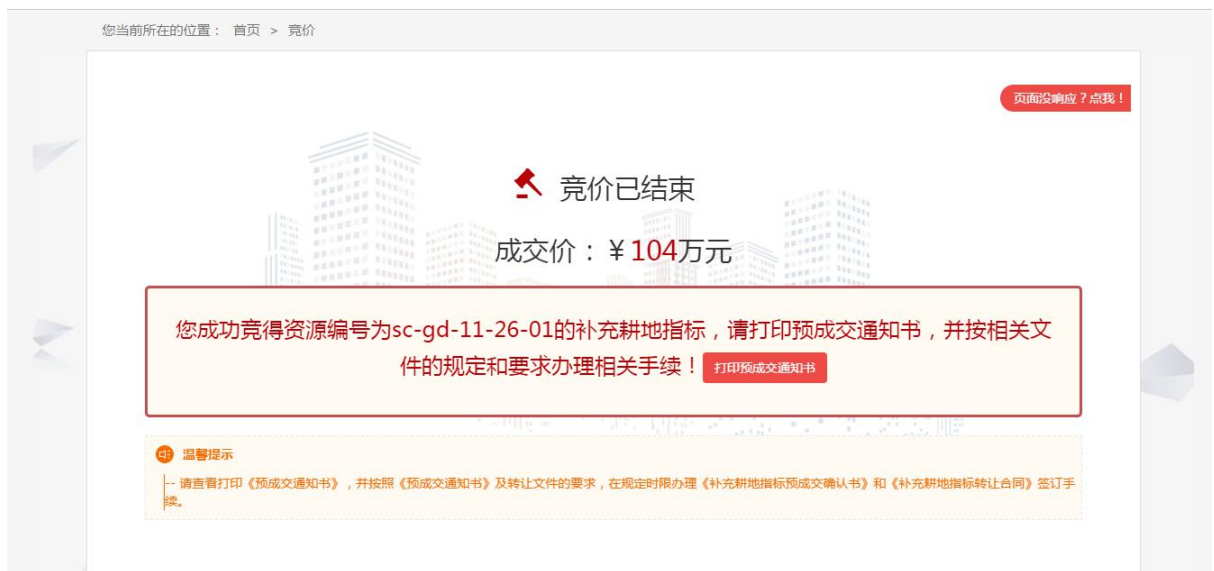 您当前所在的位置： 首页 > 竞价
页面没响应？点我！
竞价已结束
成交价：￥104万元
您成功竞得资源编号为sc-gd-11-26-01的补充耕地指标，请打印预成交通知书，并按相关文
件的规定和要求办理相关手续！ 打印预成交通知书
温馨提示
-- 请查看打印《预成交通知书》，并按照《预成交通知书》及转让文件的要求，在规定时限办理《补充耕地指标预成交确认书》和《补充耕地指标转让合同》签订手
续。